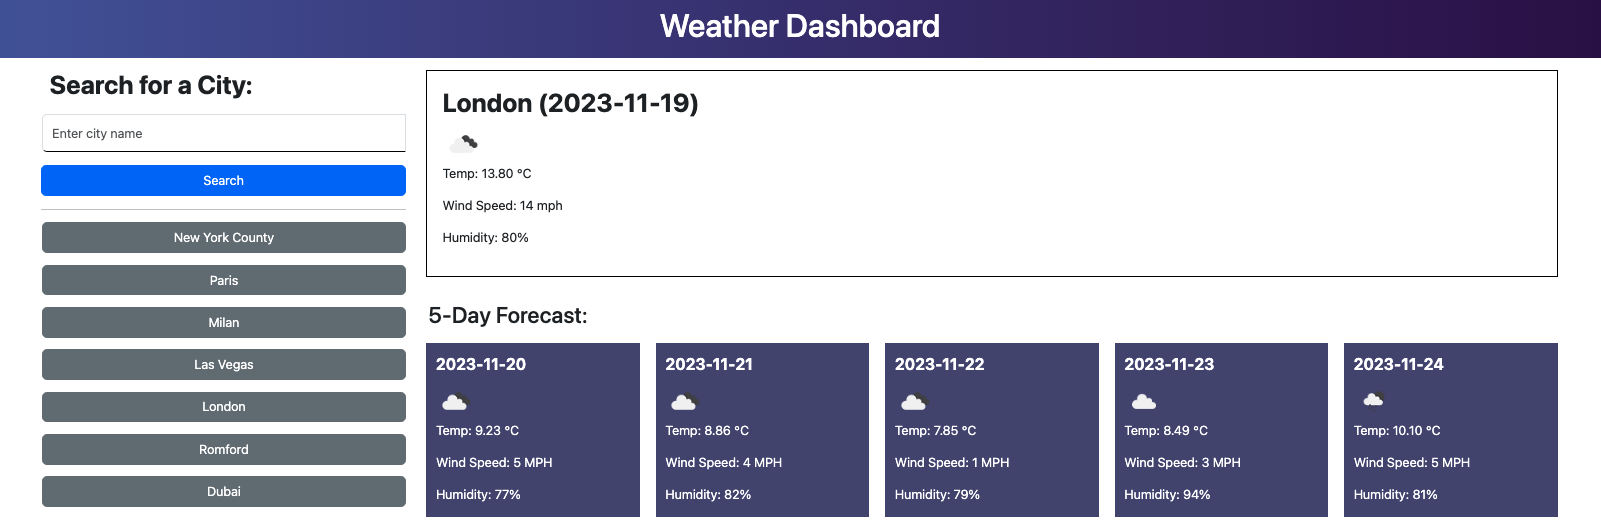 Weather Dashboard
Search for a City:
Enter city name
Search
New York County
Paris
Milan
Las Vegas
London
Romford
Dubai
London (2023-11-19)
Temp: 13.80 °C
Wind Speed: 14 mph
Humidity: 80%
5-Day Forecast:
2023-11-20
Temp: 9.23 °C
Wind Speed: 5 MPH
Humidity: 77%
2023-11-21
Temp: 8.86 °C
Wind Speed: 4 MPH
Humidity: 82%
2023-11-22
Temp: 7.85 °C
Wind Speed: 1 MPH
Humidity: 79%
2023-11-23
Temp: 8.49 °C
Wind Speed: 3 MPH
Humidity: 94%
2023-11-24
Temp: 10.10 °C
Wind Speed: 5 MPH
Humidity: 81%